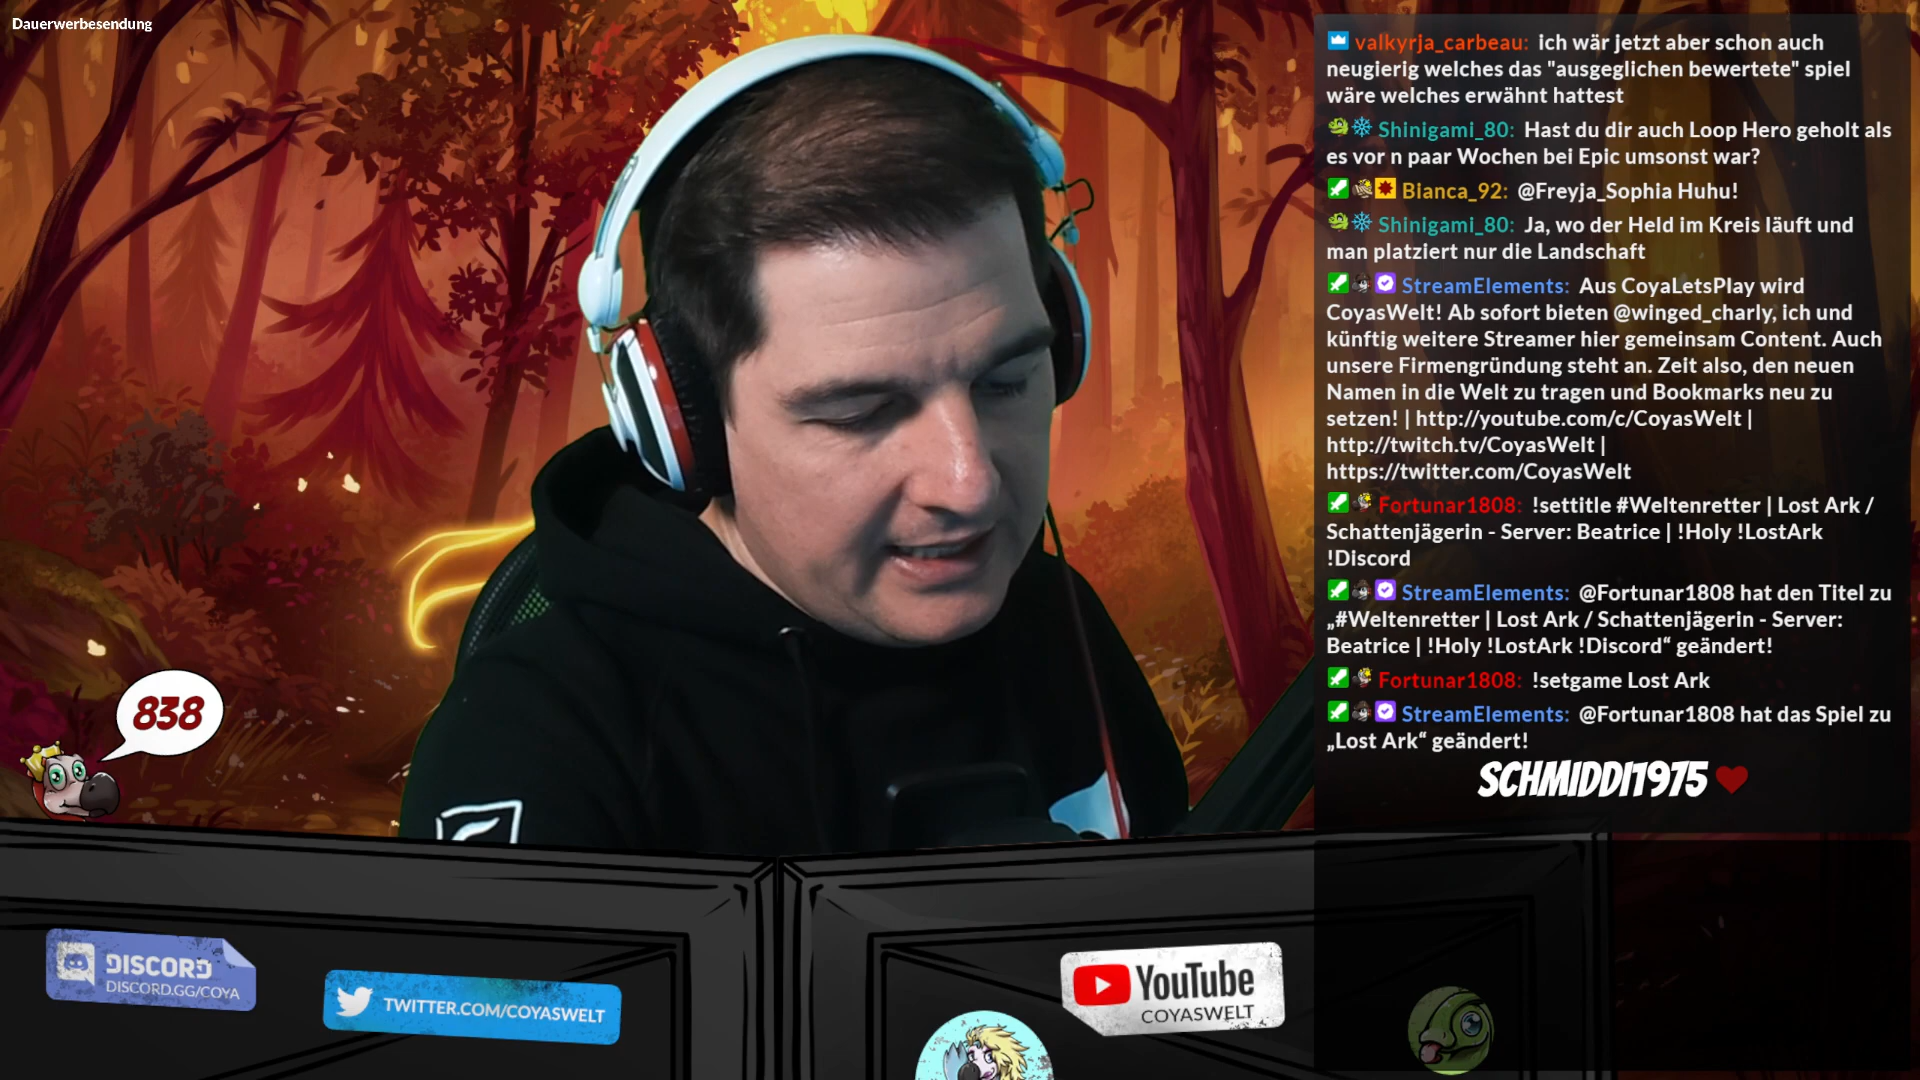 Dauerwerbesendung
valkyrja_carbeau: ich wär jetzt aber schon auch
neugierig welches das "ausgeglichen bewertete" spiel
wäre welches erwähnt hattest
Shinigami_80: Hast du dir auch Loop Hero geholt als
es vor n paar Wochen bei Epic umsonst war?
Bianca_92: @Freyja_Sophia Huhu!
Shinigami_80: Ja, wo der Held im Kreis läuft und
man platziert nur die Landschaft
StreamElements: Aus CoyaLetsPlay wird
CoyasWelt! Ab sofort bieten @winged_charly, ich und
künftig weitere Streamer hier gemeinsam Content. Auch
unsere Firmengründung steht an. Zeit also, den neuen
Namen in die Welt zu tragen und Bookmarks neu zu
setzen! | http://youtube.com/c/CoyasWelt |
http://twitch.tv/CoyasWelt |
https://twitter.com/CoyasWelt
Fortunar1808: !settitle #Weltenretter | Lost Ark /
Schattenjägerin - Server: Beatrice | !Holy !LostArk
!Discord
StreamElements: @Fortunar1808 hat den Titel zu
„#Weltenretter | Lost Ark / Schattenjägerin - Server:
Beatrice | !Holy !LostArk !Discord“ geändert!
Fortunar1808: !setgame Lost Ark
StreamElements: @Fortunar1808 hat das Spiel zu
„Lost Ark“ geändert!
SCHMIDDI1975
838
DISCORD
DISCORD.GG/COYA
TWITTER.COM/COYASWELT
YouTube
COYASWELT